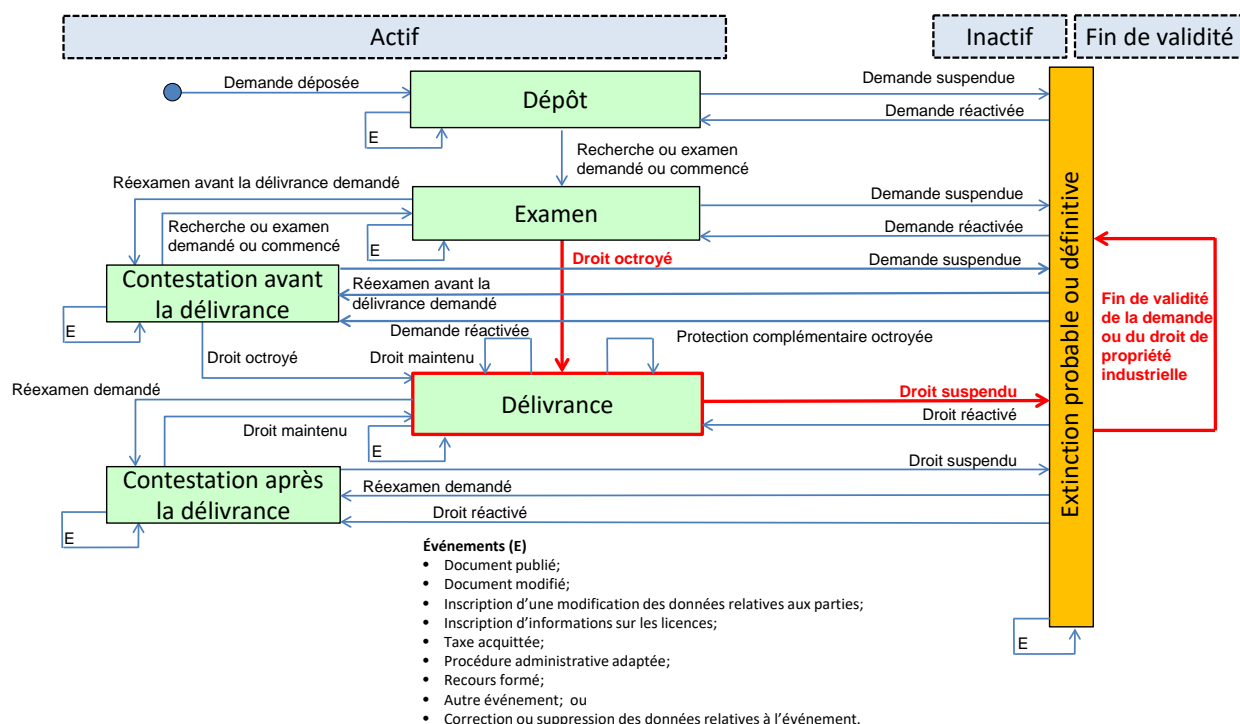 Actif
Inactif
Fin de validité
Demande déposée
Dépôt
Demande suspendue
Demande réactivée
E
Recherche ou examen
demandé ou commencé
Réexamen avant la délivrance demandé
Examen
Demande suspendue
Demande réactivée
Recherche ou examen
demandé ou commencé
E
Droit octroyé
Demande suspendue
Contestation avant
la délivrance
Réexamen avant la
délivrance demandé
E
Demande réactivée
Protection complémentaire octroyée
Droit octroyé
Droit maintenu
Réexamen demandé
Délivrance
Droit suspendu
Droit réactivé
Droit maintenu
E
Droit suspendu
Contestation après
la délivrance
Réexamen demandé
Droit réactivé
E
Extinction probable ou définitive
Fin de validité
de la demande
ou du droit de
propriété
industrielle
E
Événements (E)
• Document publié;
• Document modifié;
• Inscription d’une modification des données relatives aux parties;
• Inscription d’informations sur les licences;
• Taxe acquittée;
• Procédure administrative adaptée;
• Recours formé;
• Autre événement; ou
• Correction ou suppression des données relatives à l’événement.